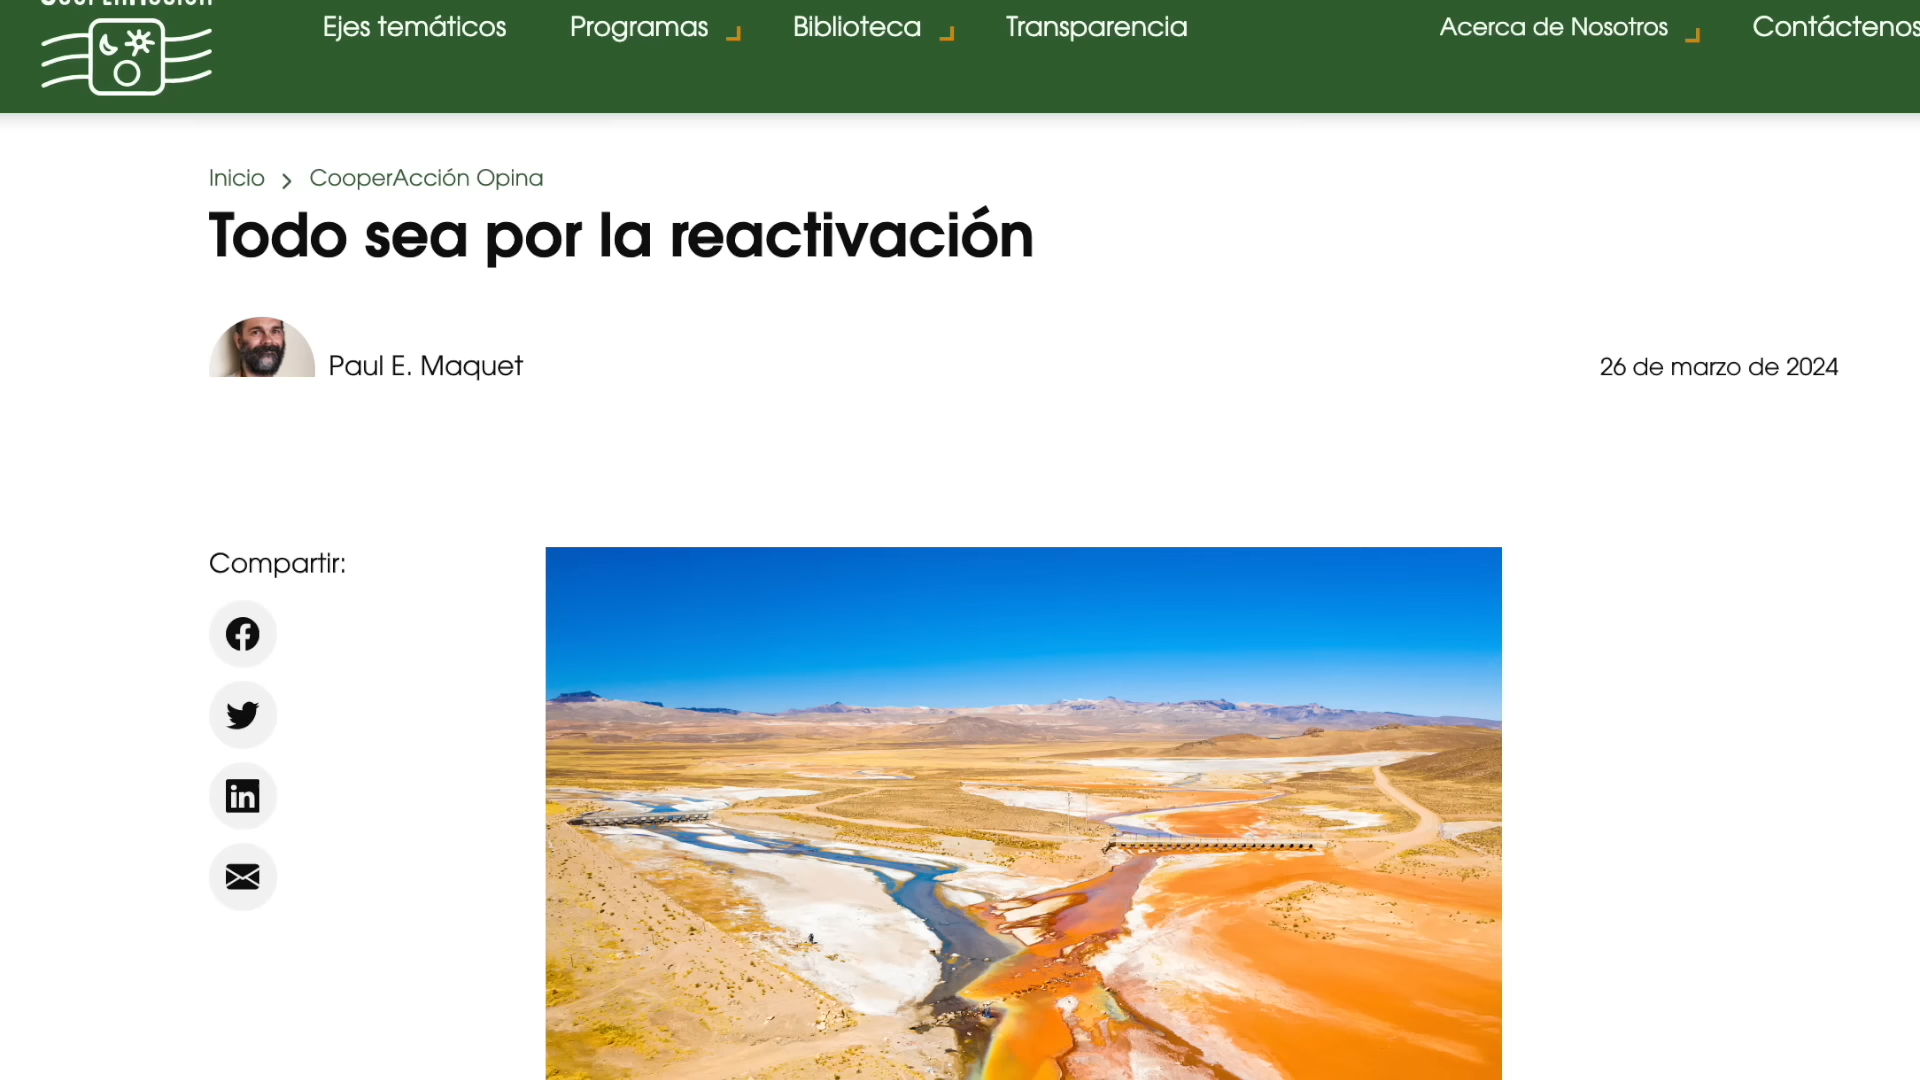 CooperAcción
Ejes temáticos
Programas
Biblioteca
Transparencia
Acerca de Nosotros
Contáctenos
Inicio > CooperAcción Opina
Todo sea por la reactivación
Paul E. Maquet
26 de marzo de 2024
Compartir: